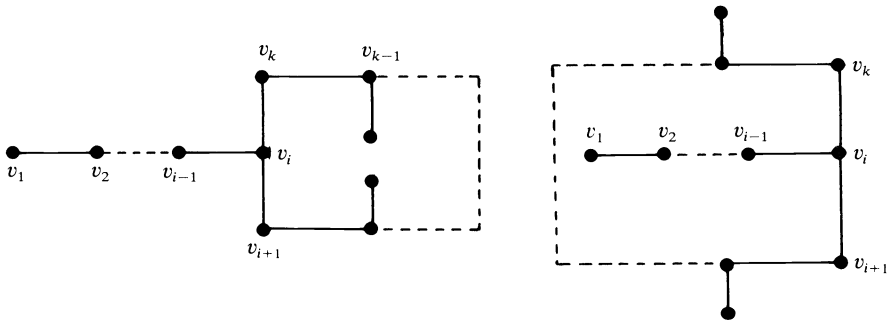 v_k v_{k-1}
v_1 v_2 v_{i-1} v_i
v_{i+1}
v_k
v_1 v_2 v_{i-1} v_i
v_{i+1}